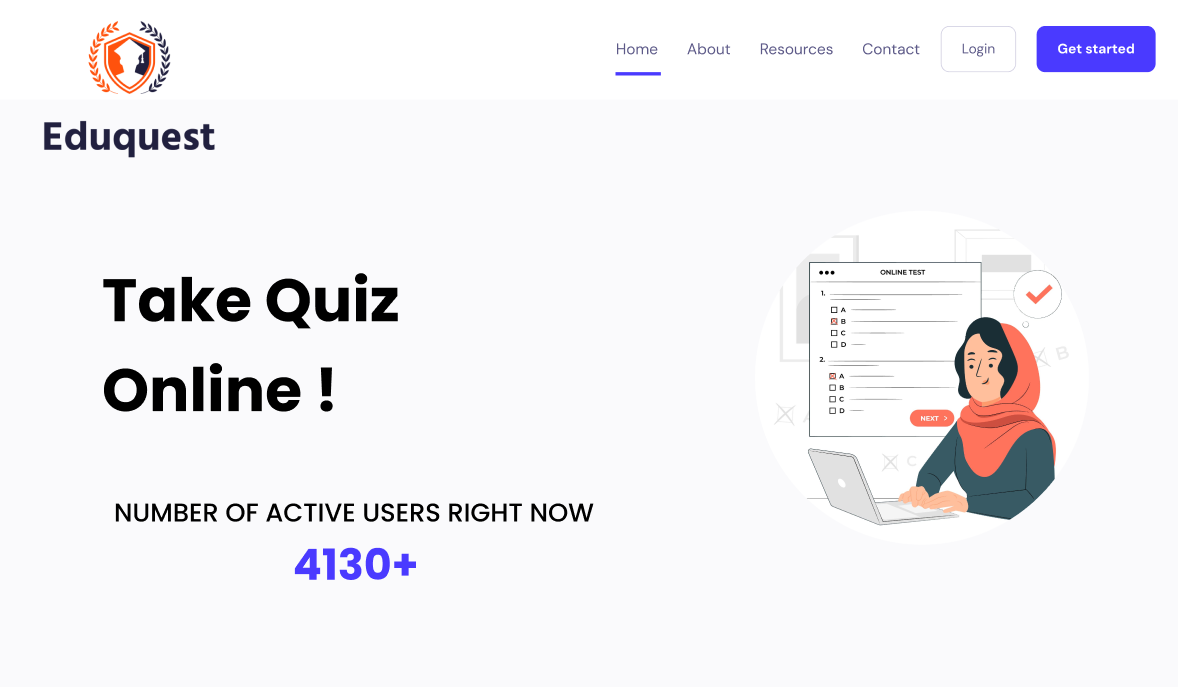 Home About Resources Contact Login Get started
Eduquest
Take Quiz
Online !
NUMBER OF ACTIVE USERS RIGHT NOW
4130+
ONLINE TEST
1.
A
B
C
D
2.
A
B
C
D
NEXT >
B
A
C